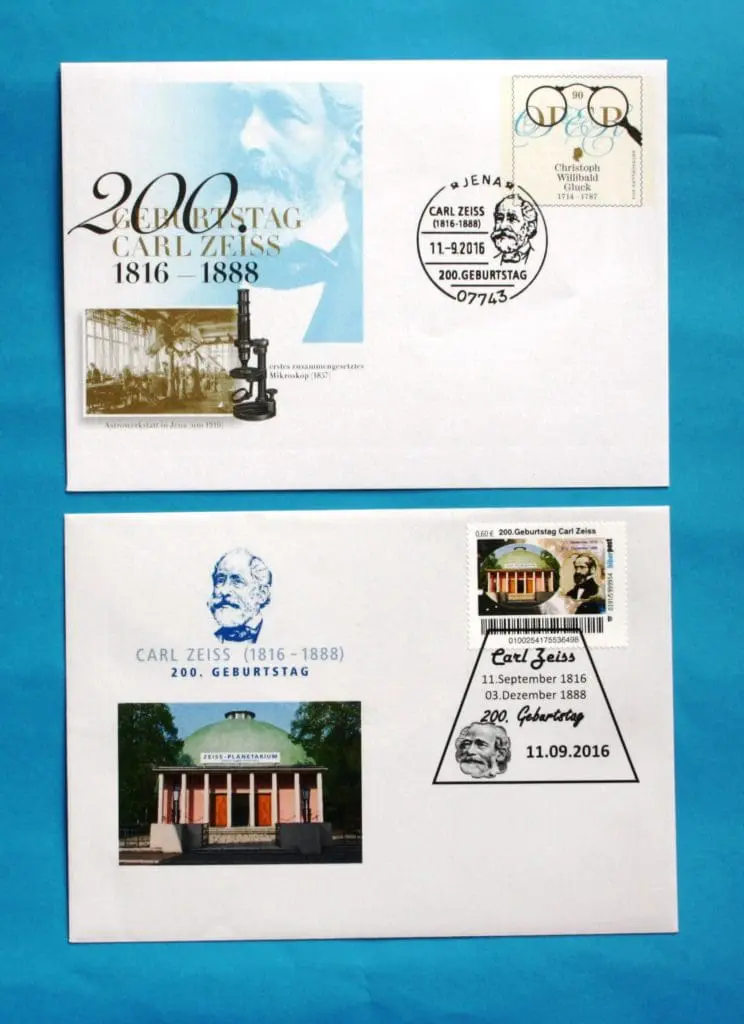 200.
GEBURTSTAG
CARL ZEISS
1816 – 1888
erstes zusammengesetztes
Mikroskop (1857)
Astrowerkstatt in Jena (um 1910)
90
OPER
Christoph
Willibald
Gluck
1714–1787
JENA
CARL ZEISS
(1816-1888)
11.-9.2016
200.GEBURTSTAG
07743
CARL ZEISS (1816-1888)
200. GEBURTSTAG
ZEISS-PLANETARIUM
0,60 € 200.Geburtstag Carl Zeiss
biberpost
0100254175536498
Carl Zeiss
11.September 1816
03.Dezember 1888
200. Geburtstag
11.09.2016